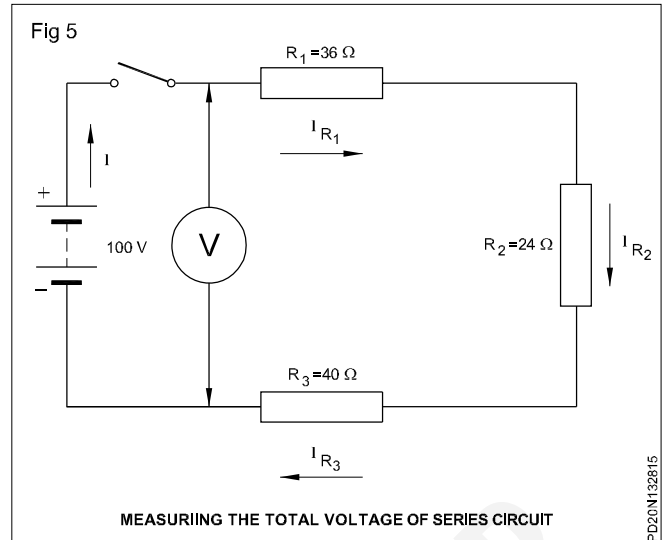 Fig 5
R1=36 Ω
IR1
I
+
100 V
V
R2=24 Ω
IR2
–
R3=40 Ω
IR3
MEASURIING THE TOTAL VOLTAGE OF SERIES CIRCUIT
PD20N132815